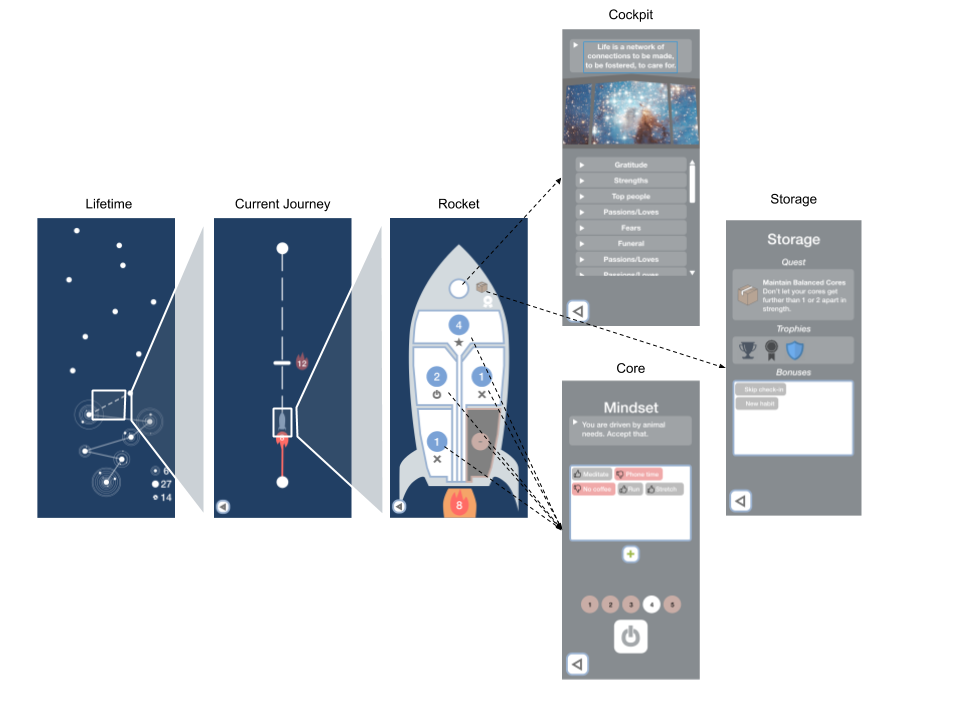 Cockpit
Life is a network of
connections to be made,
to be fostered, to care for.
Gratitude
Strengths
Top people
Passions/Loves
Fears
Funeral
Passions/Loves
Passions/Loves
Lifetime
6
27
14
Current Journey
12
8
Rocket
4
2
1
1
-
8
Storage
Storage
Quest
Maintain Balanced Cores
Don't let your cores get
further than 1 or 2 apart in
strength.
Trophies
Bonuses
Skip check-in
New habit
Core
Mindset
You are driven by animal
needs. Accept that.
Meditate Phone time
No coffee Run Stretch
+
1 2 3 4 5